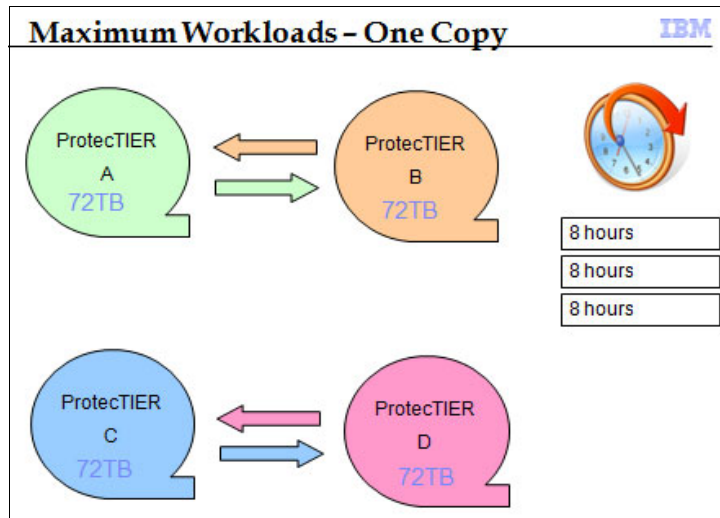 Maximum Workloads – One Copy
IBM
ProtecTIER
A
72TB
ProtecTIER
B
72TB
8 hours
8 hours
8 hours
ProtecTIER
C
72TB
ProtecTIER
D
72TB